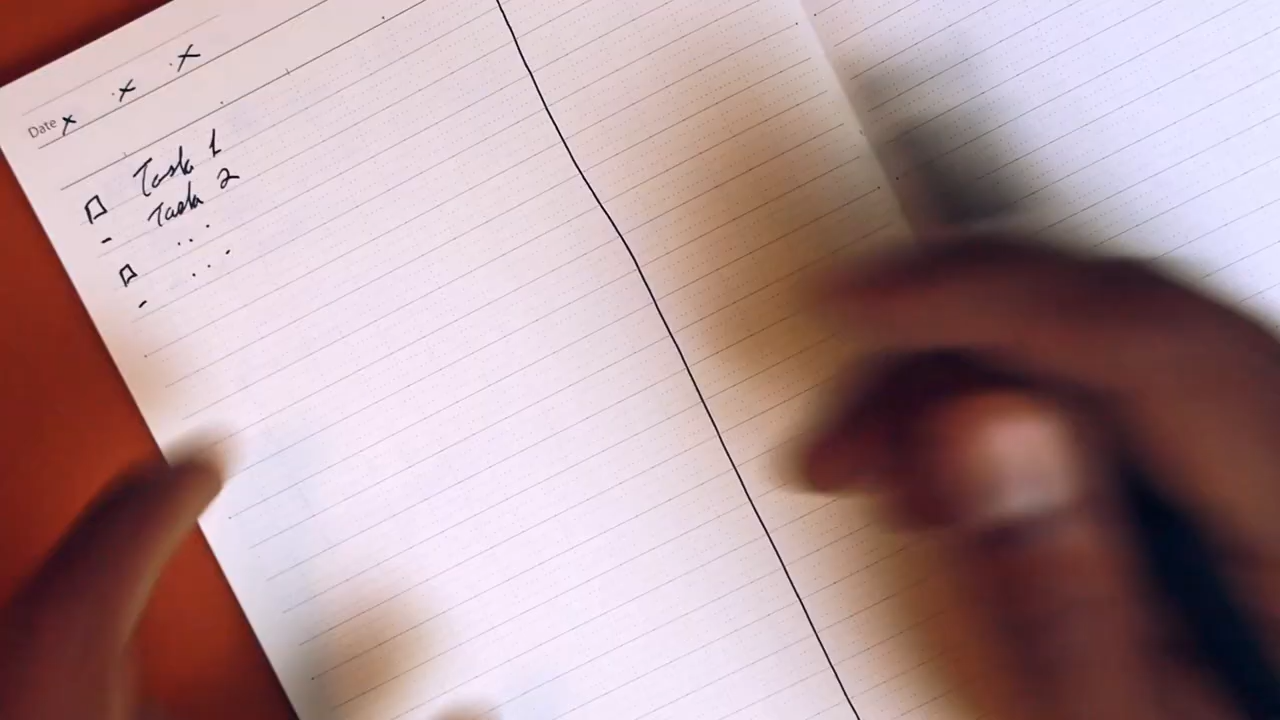 Date x x x
Task 1
- Task 2
...
- ...